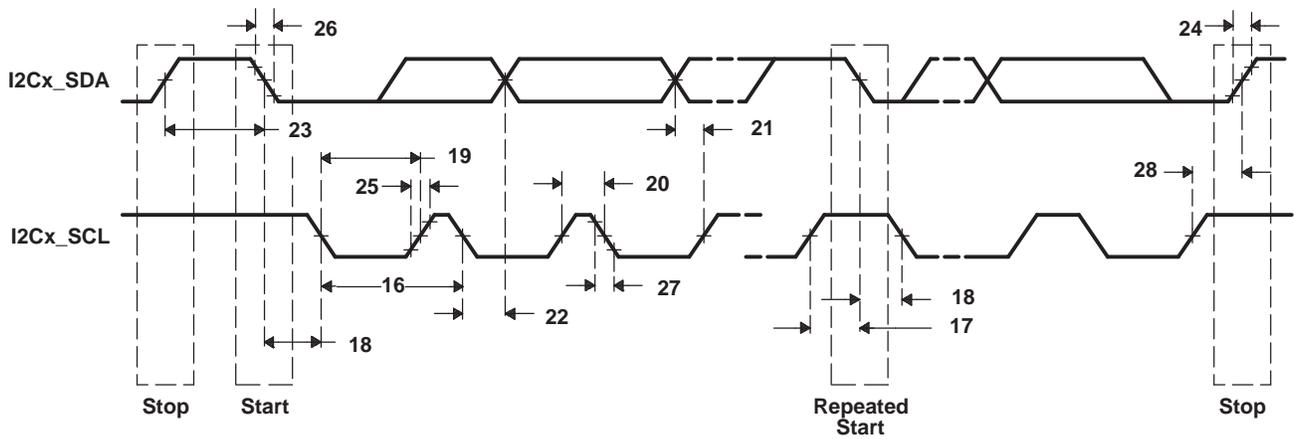 26
24
I2Cx_SDA
23
21
19
28
25
20
I2Cx_SCL
16
27
18
22
17
18
Stop
Start
Repeated
Start
Stop